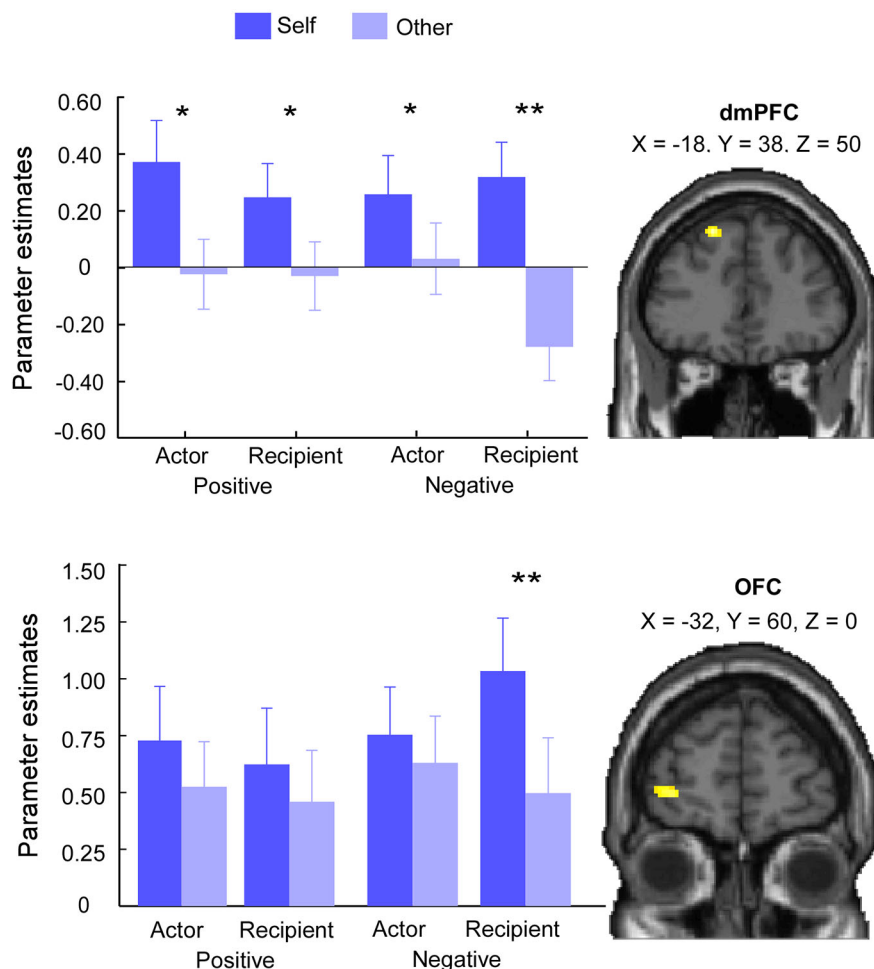 Self Other
0.60
0.40
0.20
0
-0.20
-0.40
-0.60
Parameter estimates
* * * **
Actor Recipient Actor Recipient
Positive Negative
dmPFC
X = -18. Y = 38. Z = 50
1.50
1.25
1.00
0.75
0.50
0.25
0
Parameter estimates
**
Actor Recipient Actor Recipient
Positive Negative
OFC
X = -32, Y = 60, Z = 0